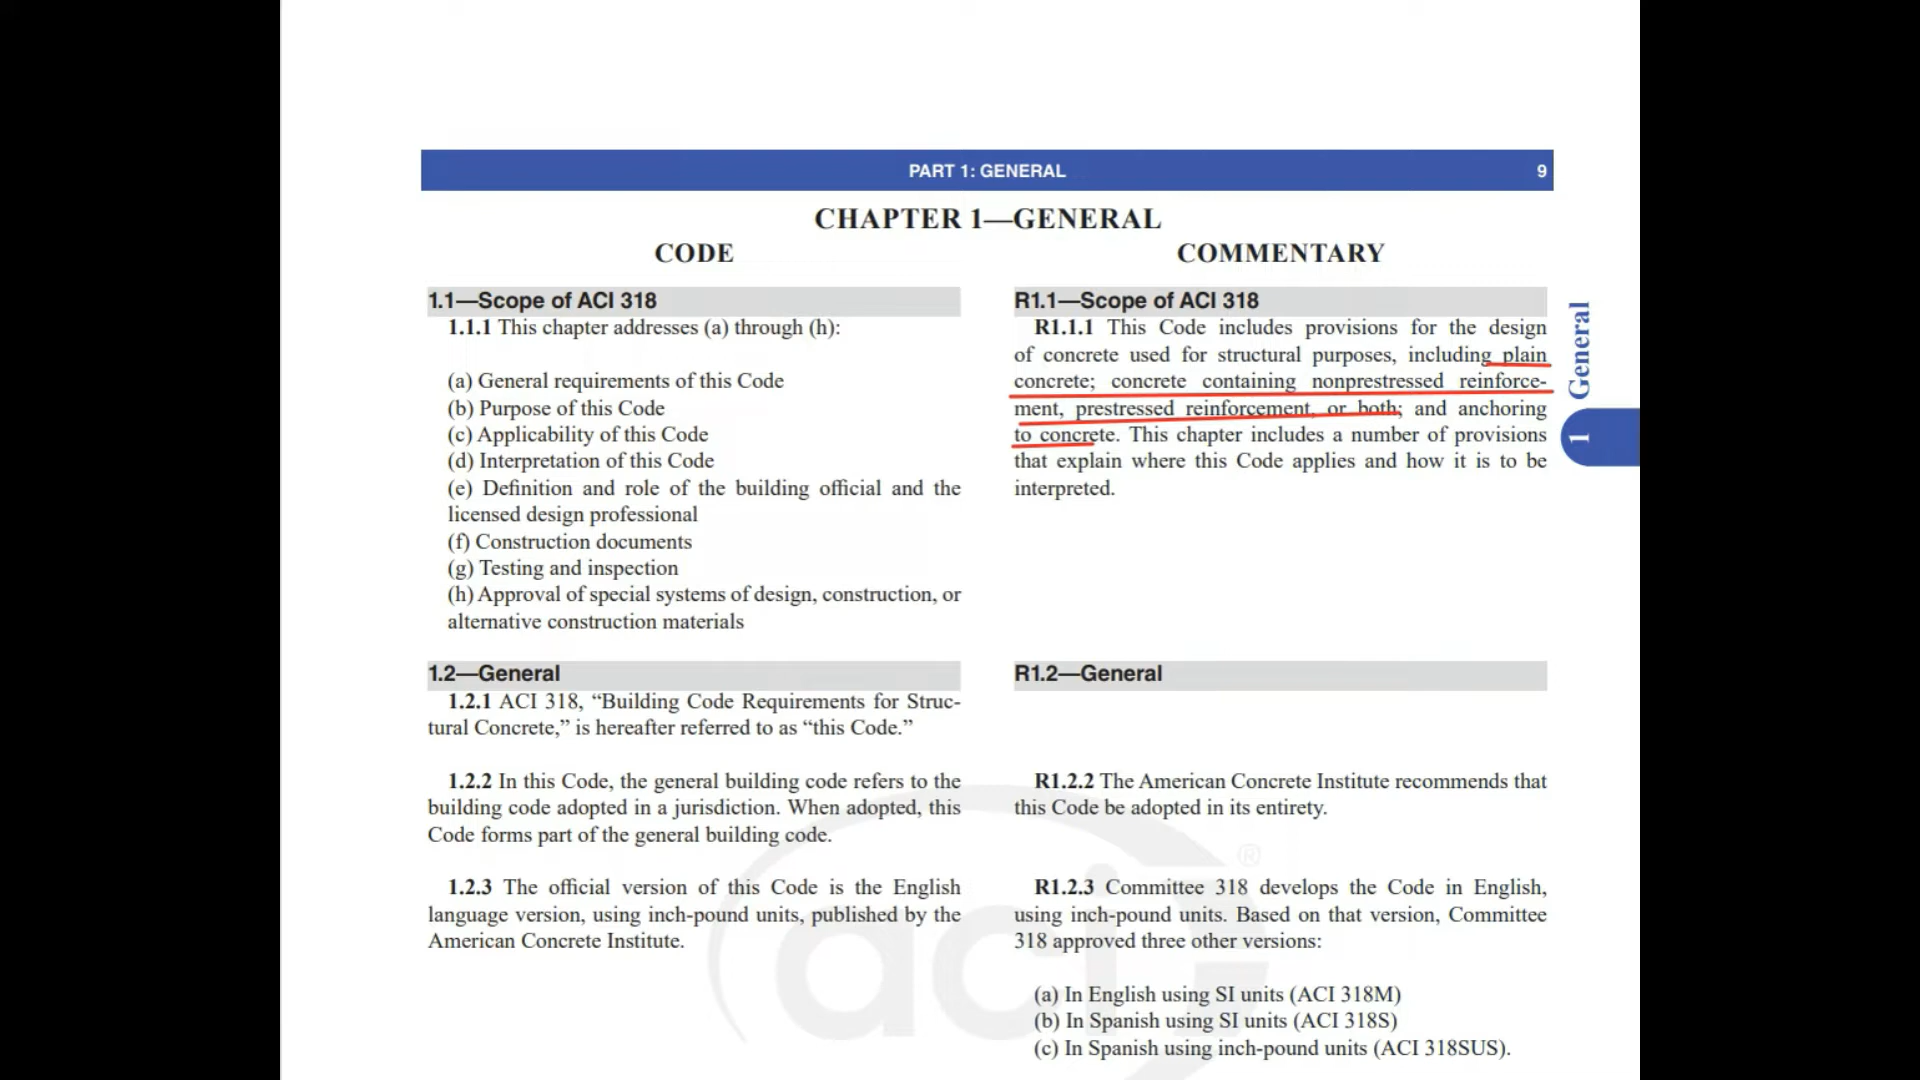 PART 1: GENERAL 9
CHAPTER 1—GENERAL
CODE
1.1—Scope of ACI 318
1.1.1 This chapter addresses (a) through (h):
(a) General requirements of this Code
(b) Purpose of this Code
(c) Applicability of this Code
(d) Interpretation of this Code
(e) Definition and role of the building official and the
licensed design professional
(f) Construction documents
(g) Testing and inspection
(h) Approval of special systems of design, construction, or
alternative construction materials
1.2—General
1.2.1 ACI 318, “Building Code Requirements for Struc-
tural Concrete,” is hereafter referred to as “this Code.”
1.2.2 In this Code, the general building code refers to the
building code adopted in a jurisdiction. When adopted, this
Code forms part of the general building code.
1.2.3 The official version of this Code is the English
language version, using inch-pound units, published by the
American Concrete Institute.
COMMENTARY
R1.1—Scope of ACI 318
R1.1.1 This Code includes provisions for the design
of concrete used for structural purposes, including plain
concrete; concrete containing nonprestressed reinforce-
ment, prestressed reinforcement, or both; and anchoring
to concrete. This chapter includes a number of provisions
that explain where this Code applies and how it is to be
interpreted.
R1.2—General
R1.2.2 The American Concrete Institute recommends that
this Code be adopted in its entirety.
R1.2.3 Committee 318 develops the Code in English,
using inch-pound units. Based on that version, Committee
318 approved three other versions:
(a) In English using SI units (ACI 318M)
(b) In Spanish using SI units (ACI 318S)
(c) In Spanish using inch-pound units (ACI 318SUS).
General
1
aci
®